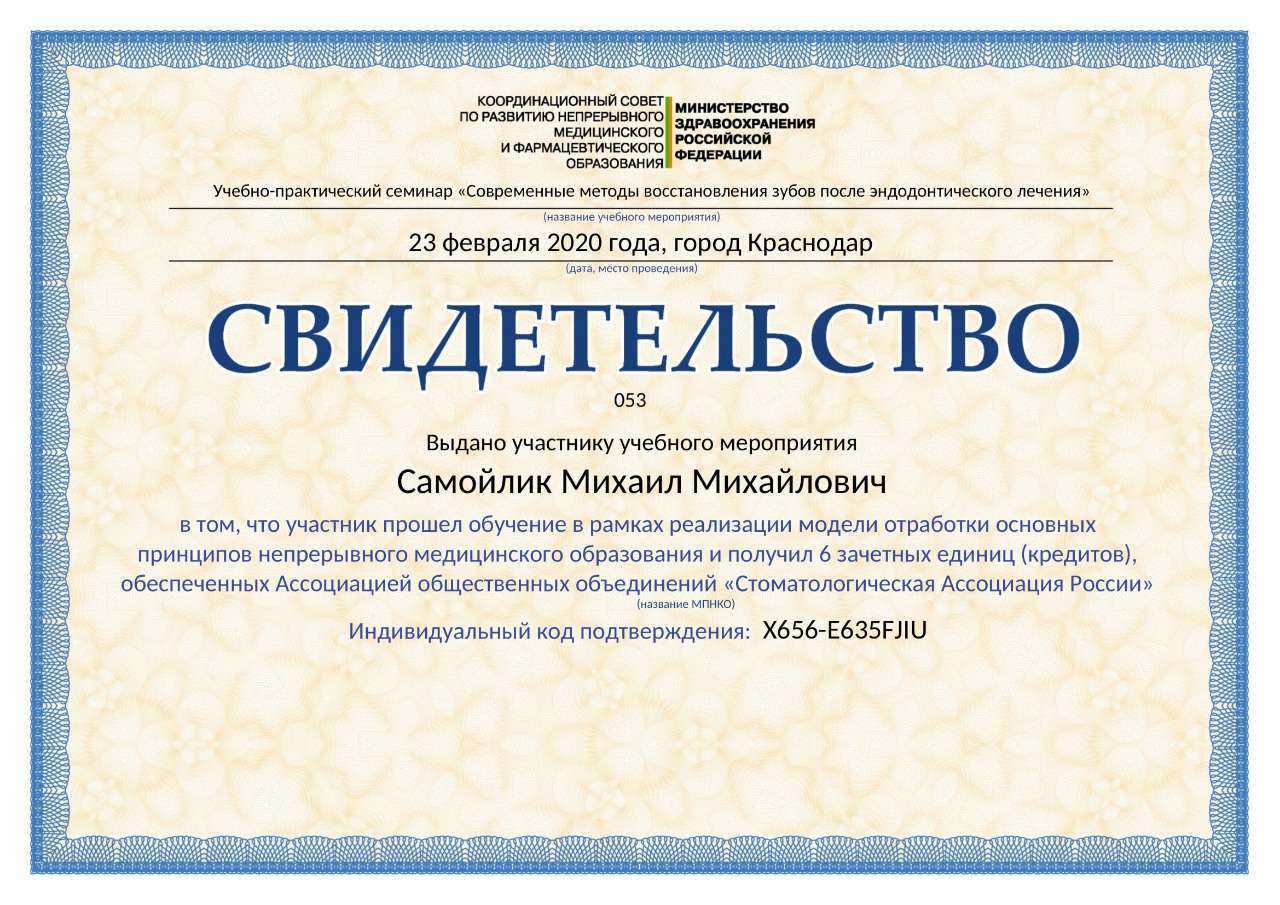 КООРДИНАЦИОННЫЙ СОВЕТ
ПО РАЗВИТИЮ НЕПРЕРЫВНОГО
МЕДИЦИНСКОГО
И ФАРМАЦЕВТИЧЕСКОГО
ОБРАЗОВАНИЯ
МИНИСТЕРСТВО
ЗДРАВООХРАНЕНИЯ
РОССИЙСКОЙ
ФЕДЕРАЦИИ
Учебно-практический семинар «Современные методы восстановления зубов после эндодонтического лечения»
(название учебного мероприятия)
23 февраля 2020 года, город Краснодар
(дата, место проведения)
СВИДЕТЕЛЬСТВО
053
Выдано участнику учебного мероприятия
Самойлик Михаил Михайлович
в том, что участник прошел обучение в рамках реализации модели отработки основных
принципов непрерывного медицинского образования и получил 6 зачетных единиц (кредитов),
обеспеченных Ассоциацией общественных объединений «Стоматологическая Ассоциация России»
(название МПНКО)
Индивидуальный код подтверждения: X656-E635FJIU